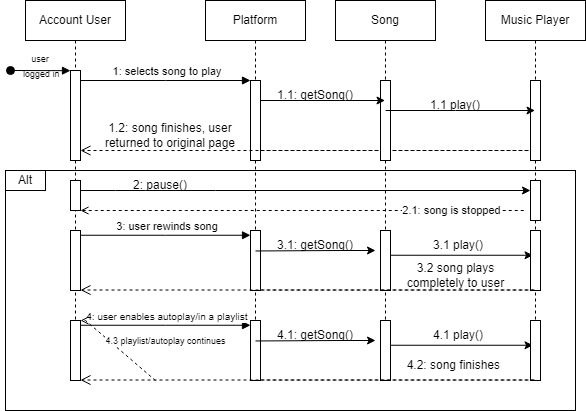 Account User
Platform
Song
Music Player
user
logged in
1: selects song to play
1.1: getSong()
1.1 play()
1.2: song finishes, user
returned to original page
Alt
2: pause()
2.1: song is stopped
3: user rewinds song
3.1: getSong()
3.1 play()
3.2 song plays
completely to user
4: user enables autoplay/in a playlist
4.1: getSong()
4.1 play()
4.3 playlist/autoplay continues
4.2: song finishes